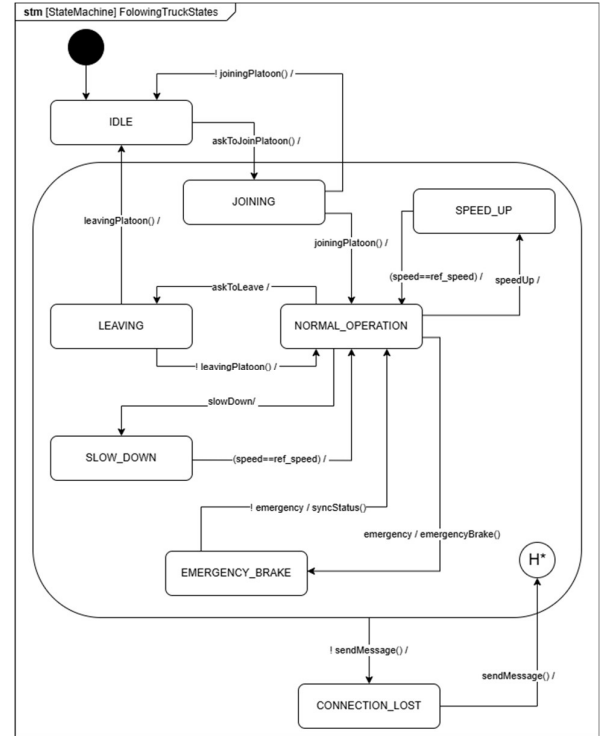 stm [StateMachine] FolowingTruckStates
! joiningPlatoon() /
IDLE
askToJoinPlatoon() /
JOINING
SPEED_UP
leavingPlatoon() /
joiningPlatoon() /
(speed==ref_speed) /
speedUp /
askToLeave /
LEAVING
NORMAL_OPERATION
! leavingPlatoon() /
slowDown/
SLOW_DOWN
(speed==ref_speed) /
! emergency / syncStatus()
emergency / emergencyBrake()
H*
EMERGENCY_BRAKE
! sendMessage() /
sendMessage() /
CONNECTION_LOST